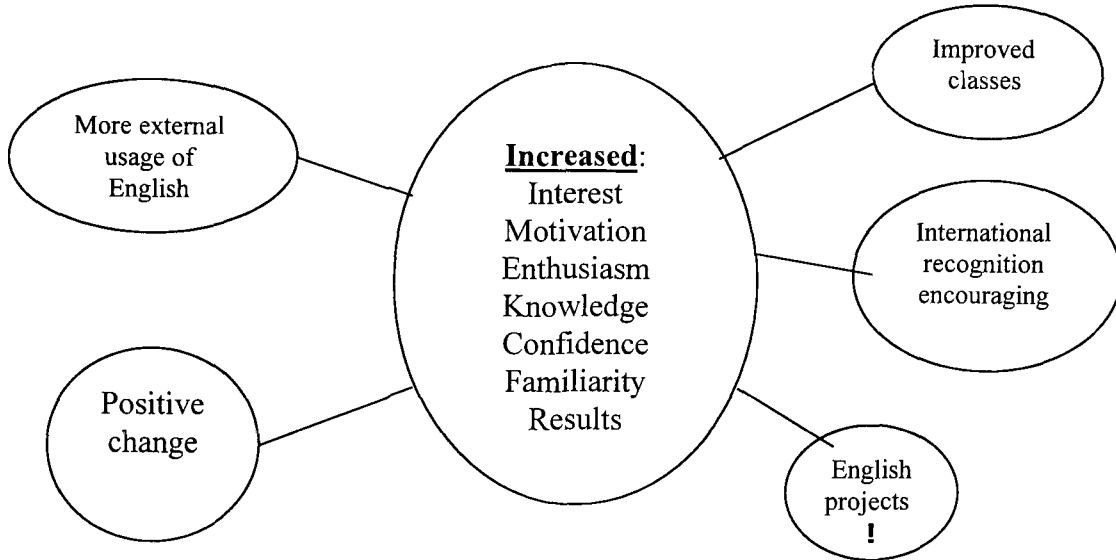 More external
usage of
English
Positive
change
Increased:
Interest
Motivation
Enthusiasm
Knowledge
Confidence
Familiarity
Results
Improved
classes
International
recognition
encouraging
English
projects
!